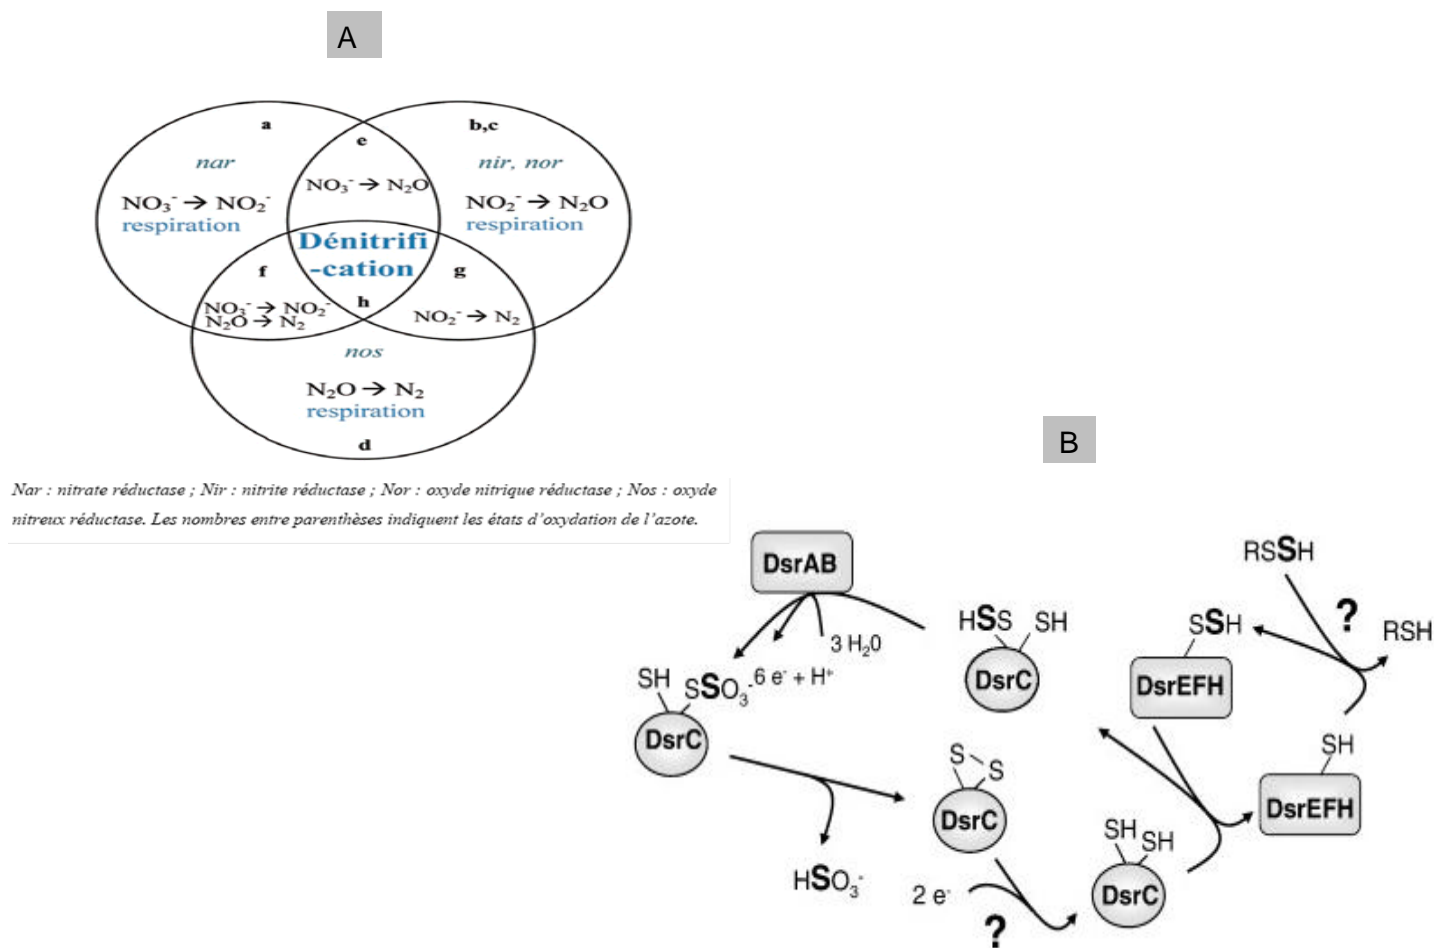 A
a
b,c
e
nar
nir, nor
NO₃⁻ → N₂O
NO₃⁻ → NO₂⁻
respiration
NO₂⁻ → N₂O
respiration
Dénitrifi
-cation
f
g
h
NO₃⁻ → NO₂⁻
N₂O → N₂
NO₂⁻ → N₂
nos
N₂O → N₂
respiration
d
Nar : nitrate réductase ; Nir : nitrite réductase ; Nor : oxyde nitrique réductase ; Nos : oxyde
nitreux réductase. Les nombres entre parenthèses indiquent les états d'oxydation de l'azote.
B
DsrAB
3 H₂0
6 e⁻ + H⁺
HSS
SH
DsrC
SH
SSO₃⁻
DsrC
HSO₃⁻
S
S
DsrC
2 e⁻
?
SH
SH
DsrC
RSSH
?
RSH
SSH
DsrEFH
SH
DsrEFH